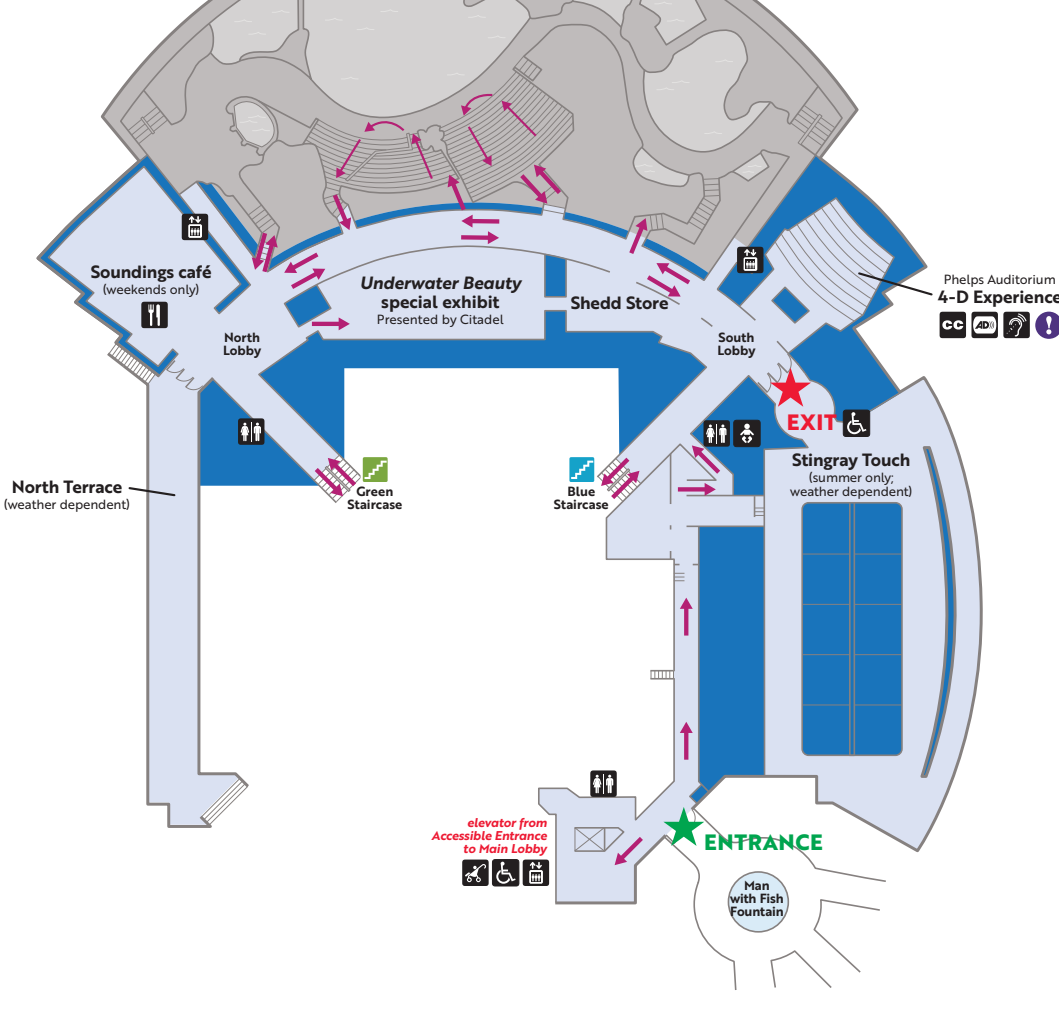 Soundings café
(weekends only)
Underwater Beauty
special exhibit
Presented by Citadel
Shedd Store
Phelps Auditorium
4-D Experience
CC
AD
North
Lobby
South
Lobby
EXIT
Stingray Touch
(summer only;
weather dependent)
North Terrace
(weather dependent)
Green
Staircase
Blue
Staircase
elevator from
Accessible Entrance
to Main Lobby
ENTRANCE
Man
with Fish
Fountain